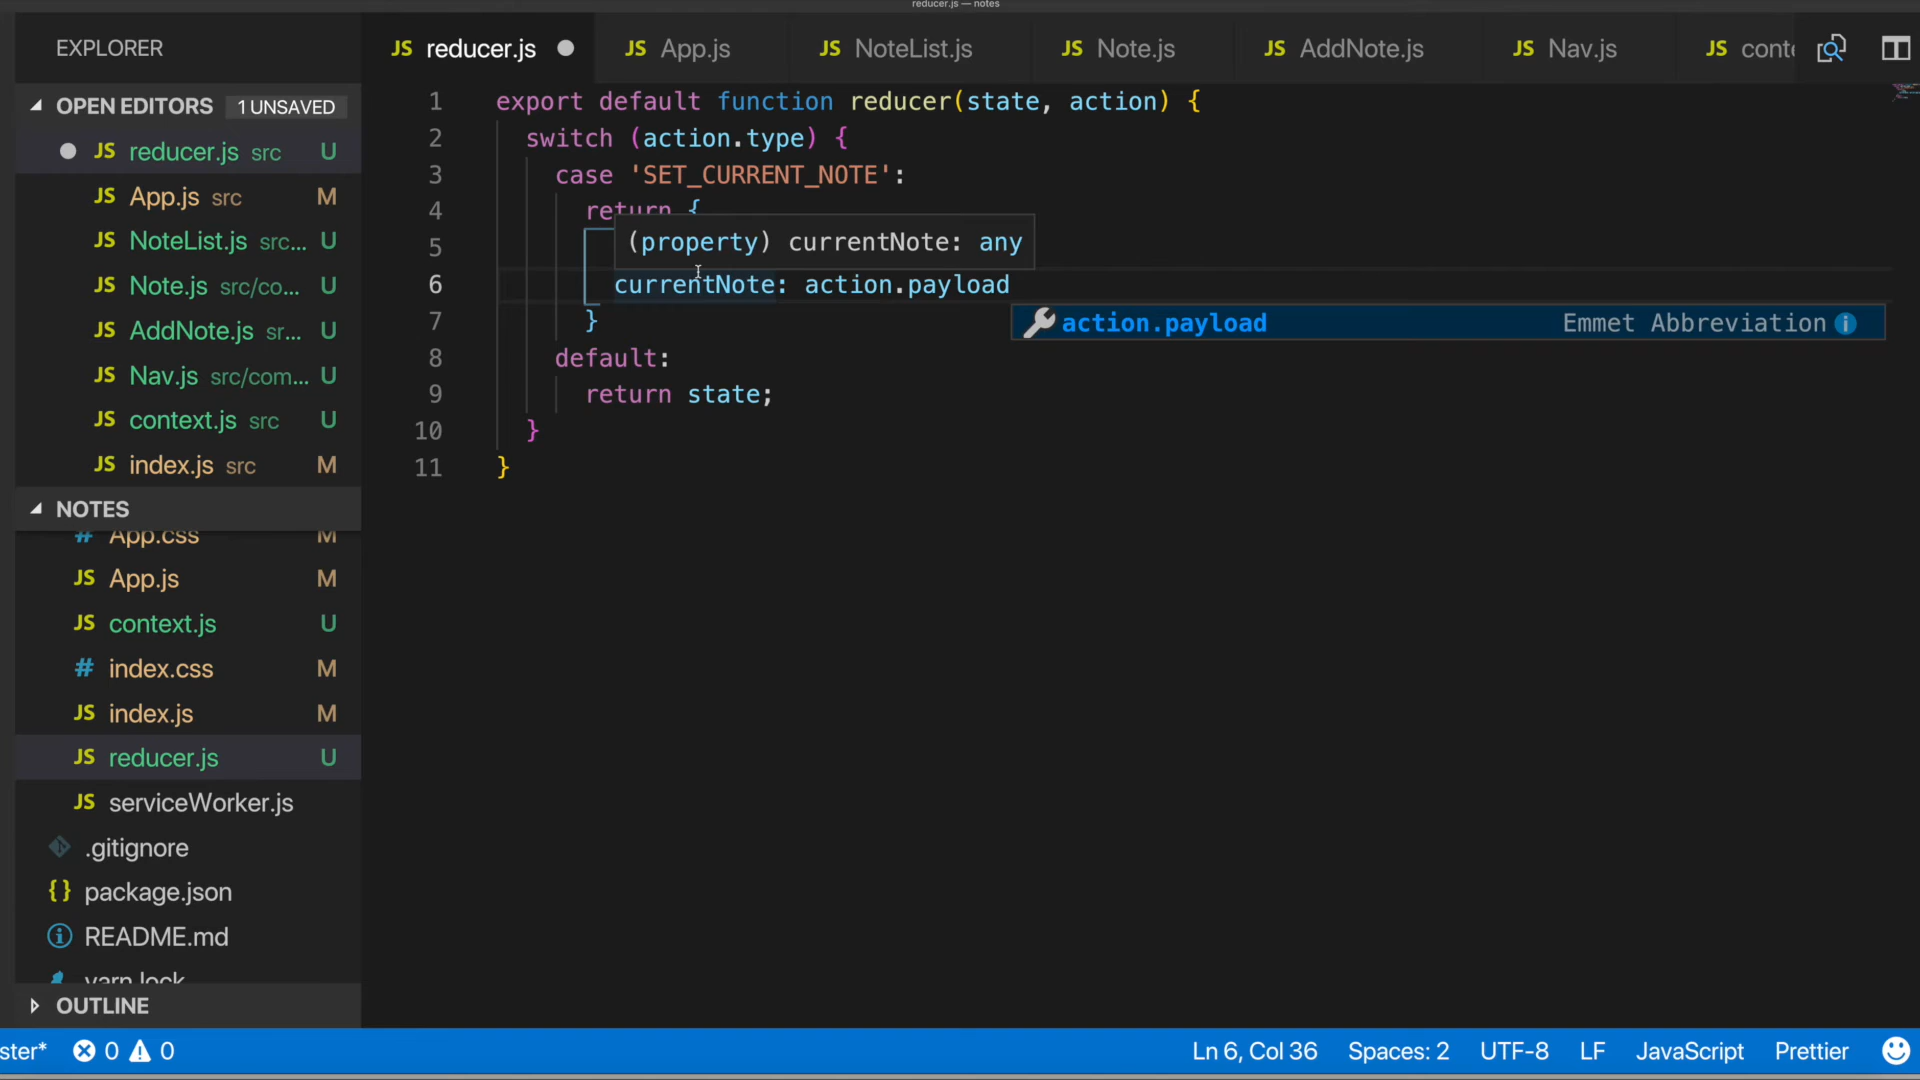 reducer.js — notes
EXPLORER
JS reducer.js
JS App.js
JS NoteList.js
JS Note.js
JS AddNote.js
JS Nav.js
JS conte
OPEN EDITORS 1 UNSAVED
JS reducer.js src U
JS App.js src M
JS NoteList.js src... U
JS Note.js src/co... U
JS AddNote.js sr... U
JS Nav.js src/com... U
JS context.js src U
JS index.js src M
NOTES
# App.css M
JS App.js M
JS context.js U
# index.css M
JS index.js M
JS reducer.js U
JS serviceWorker.js
.gitignore
{} package.json
README.md
yarn.lock
OUTLINE
1 export default function reducer(state, action) {
2 switch (action.type) {
3 case 'SET_CURRENT_NOTE':
4 return {
5 (property) currentNote: any
6 currentNote: action.payload
7 }
action.payload Emmet Abbreviation
8 default:
9 return state;
10 }
11 }
ster* 0 0
Ln 6, Col 36 Spaces: 2 UTF-8 LF JavaScript Prettier